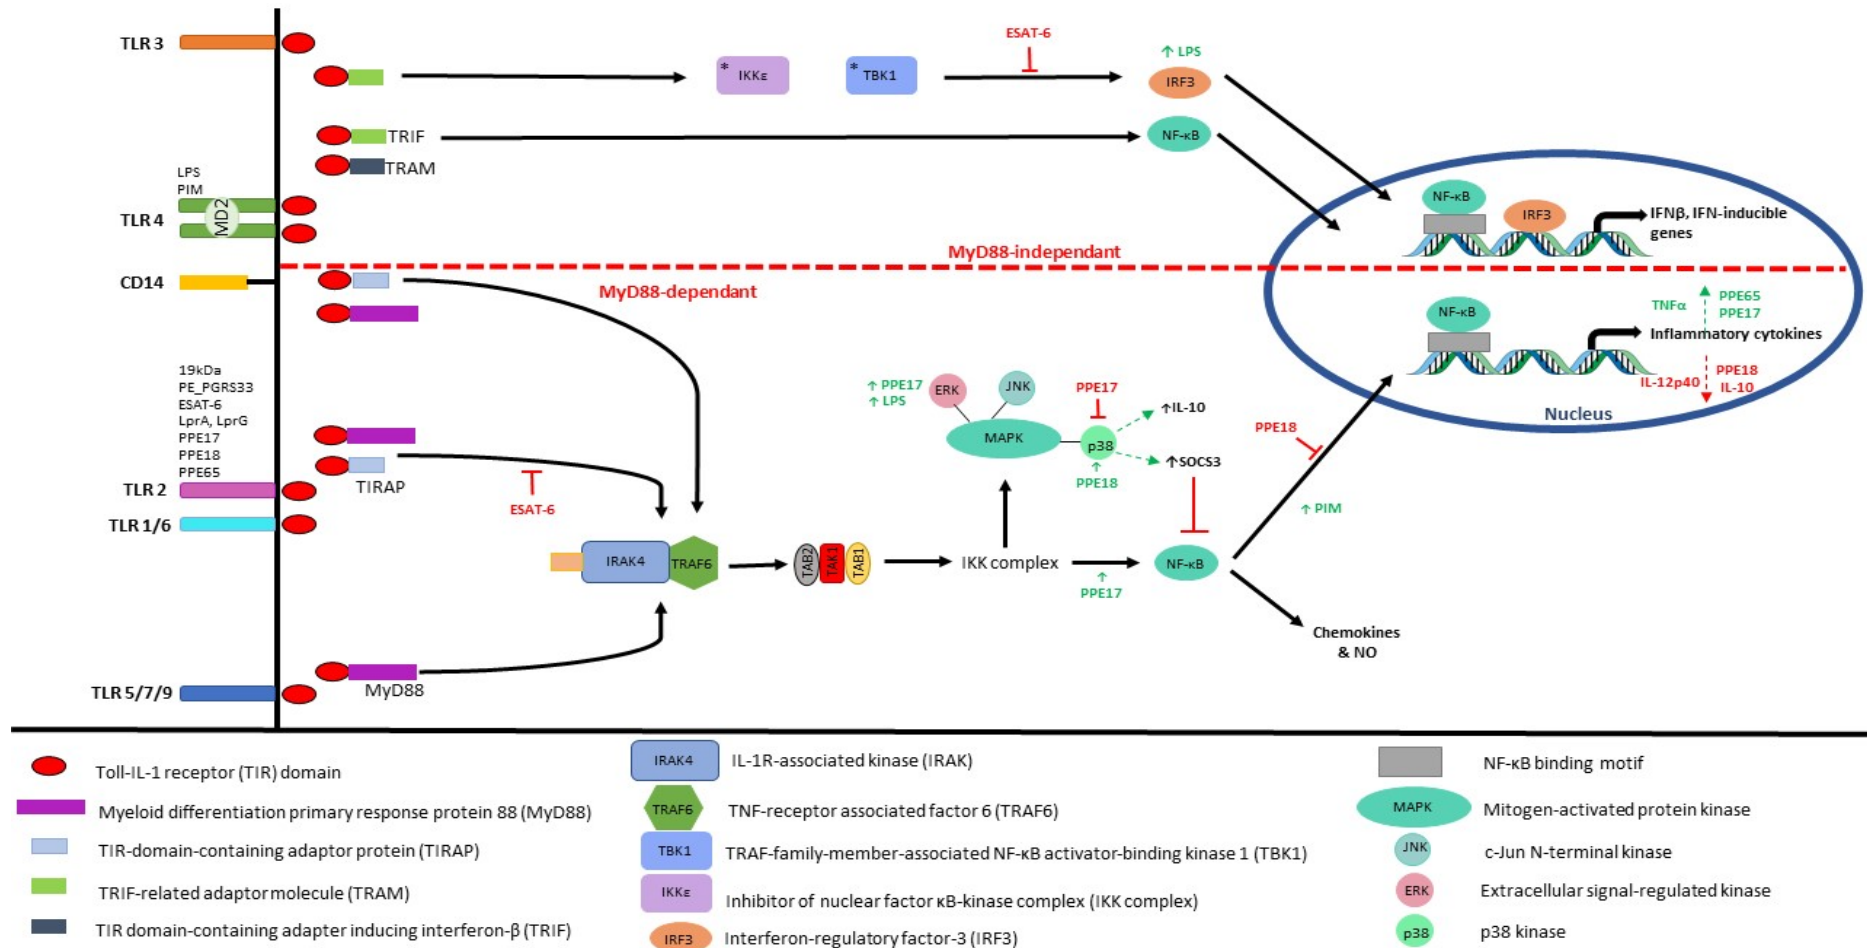 TLR 3
ESAT-6
↑ LPS
* IKKε
* TBK1
IRF3
TRIF
NF-κB
TRAM
LPS
PIM
MD2
TLR 4
NF-κB
IRF3
IFNβ, IFN-inducible
genes
MyD88-independant
CD14
MyD88-dependant
TNFα
PPE65
PPE17
NF-κB
Inflammatory cytokines
IL-12p40
PPE18
IL-10
Nucleus
19kDa
PE_PGRS33
ESAT-6
LprA, LprG
PPE17
PPE18
PPE65
↑ PPE17
↑ LPS
ERK
JNK
PPE17
MAPK
p38
↑IL-10
↑SOCS3
↑
PPE18
PPE18
↑ PIM
TIRAP
TLR 2
ESAT-6
TLR 1/6
IRAK4
TRAF6
TAB2
TAK1
TAB1
IKK complex
↑
PPE17
NF-κB
Chemokines
& NO
TLR 5/7/9
MyD88
Toll-IL-1 receptor (TIR) domain
Myeloid differentiation primary response protein 88 (MyD88)
TIR-domain-containing adaptor protein (TIRAP)
TRIF-related adaptor molecule (TRAM)
TIR domain-containing adapter inducing interferon-β (TRIF)
IRAK4 IL-1R-associated kinase (IRAK)
TRAF6 TNF-receptor associated factor 6 (TRAF6)
TBK1 TRAF-family-member-associated NF-κB activator-binding kinase 1 (TBK1)
IKKε Inhibitor of nuclear factor κB-kinase complex (IKK complex)
IRF3 Interferon-regulatory factor-3 (IRF3)
NF-κB binding motif
MAPK Mitogen-activated protein kinase
JNK c-Jun N-terminal kinase
ERK Extracellular signal-regulated kinase
p38 p38 kinase